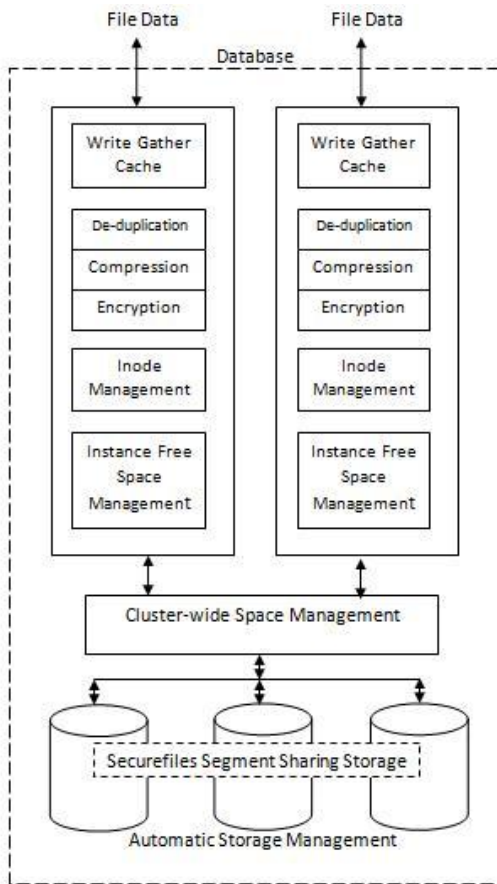 File Data
File Data
Database
Write Gather
Cache
De-duplication
Compression
Encryption
Inode
Management
Instance Free
Space
Management
Write Gather
Cache
De-duplication
Compression
Encryption
Inode
Management
Instance Free
Space
Management
Cluster-wide Space Management
Securefiles Segment Sharing Storage
Automatic Storage Management